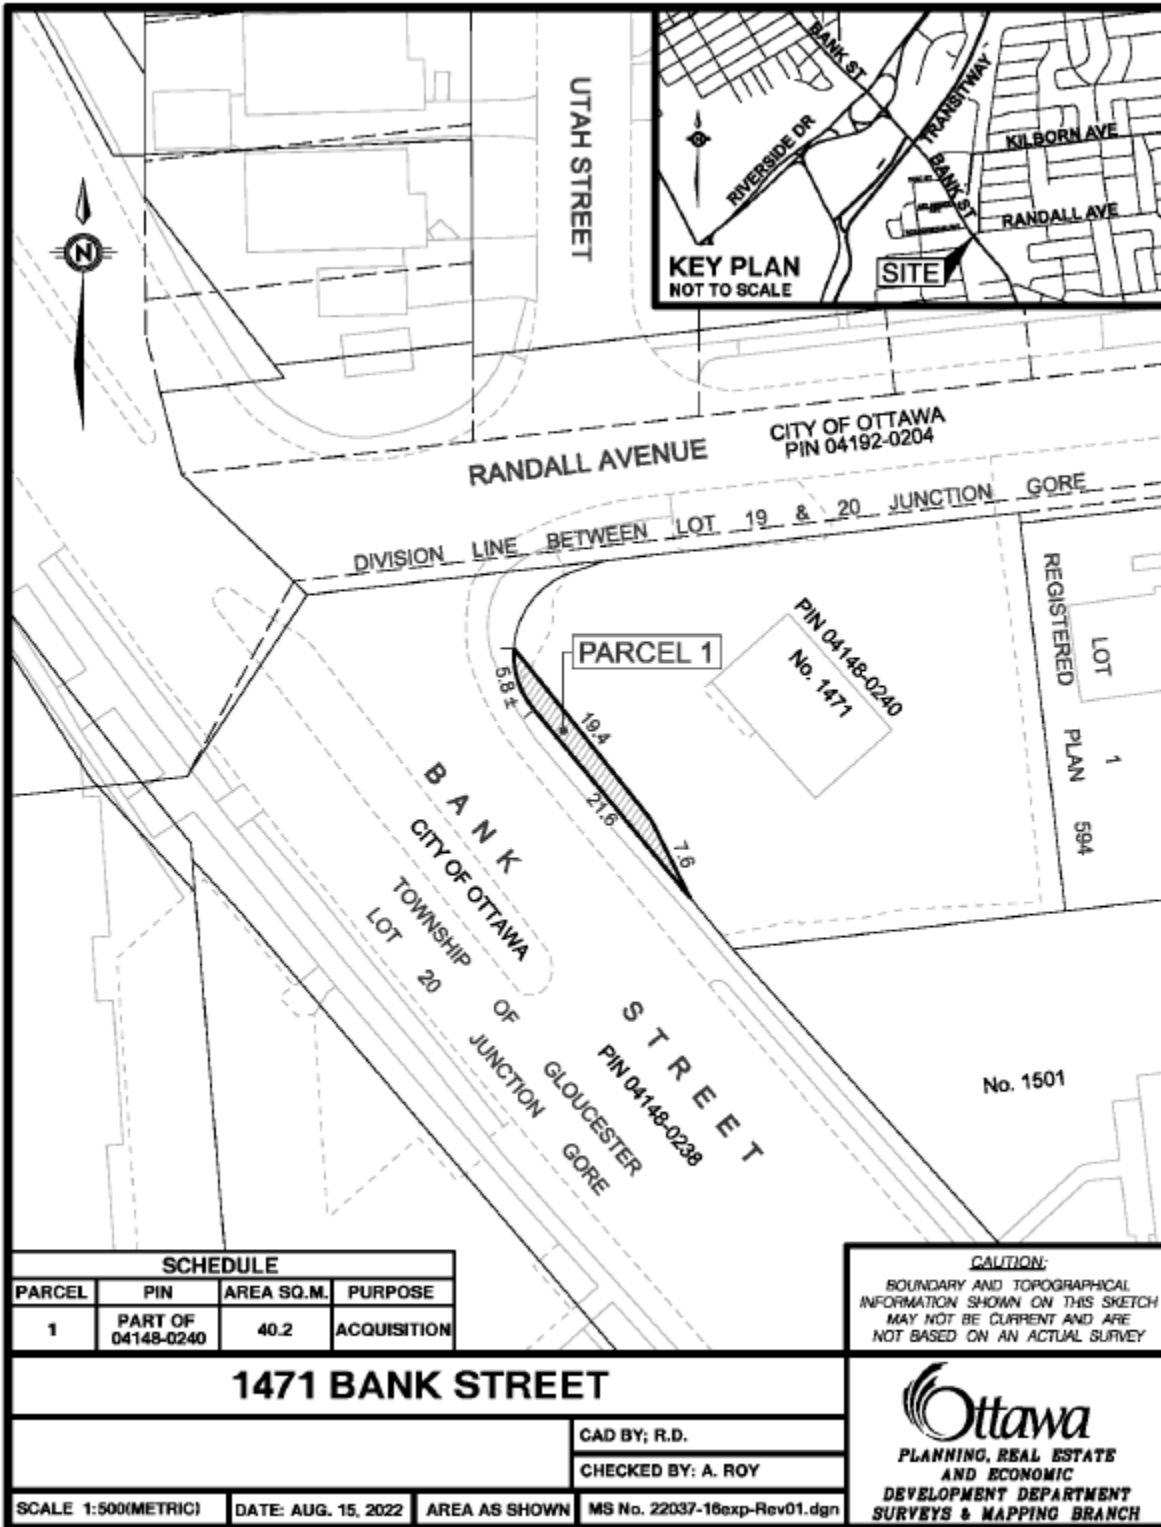 UTAH STREET
BANK ST
RIVERSIDE DR
TRANSITWAY
KILBORN AVE
BANK ST
RANDALL AVE
KEY PLAN
NOT TO SCALE
SITE
N
RANDALL AVENUE
CITY OF OTTAWA
PIN 04192-0204
DIVISION LINE BETWEEN LOT 19 & 20 JUNCTION GORE
PARCEL 1
5.8 ±
19.4
21.6
7.6
PIN 04148-0240
No. 1471
REGISTERED PLAN 594
LOT 1
BANK STREET
CITY OF OTTAWA
PIN 04148-0238
TOWNSHIP OF GLOUCESTER
LOT 20 JUNCTION GORE
No. 1501
SCHEDULE
PARCEL PIN AREA SQ.M. PURPOSE
1 PART OF 04148-0240 40.2 ACQUISITION
CAUTION:
BOUNDARY AND TOPOGRAPHICAL
INFORMATION SHOWN ON THIS SKETCH
MAY NOT BE CURRENT AND ARE
NOT BASED ON AN ACTUAL SURVEY
1471 BANK STREET
CAD BY; R.D.
CHECKED BY: A. ROY
SCALE 1:500(METRIC)
DATE: AUG. 15, 2022
AREA AS SHOWN
MS No. 22037-16exp-Rev01.dgn
Ottawa
PLANNING, REAL ESTATE
AND ECONOMIC
DEVELOPMENT DEPARTMENT
SURVEYS & MAPPING BRANCH